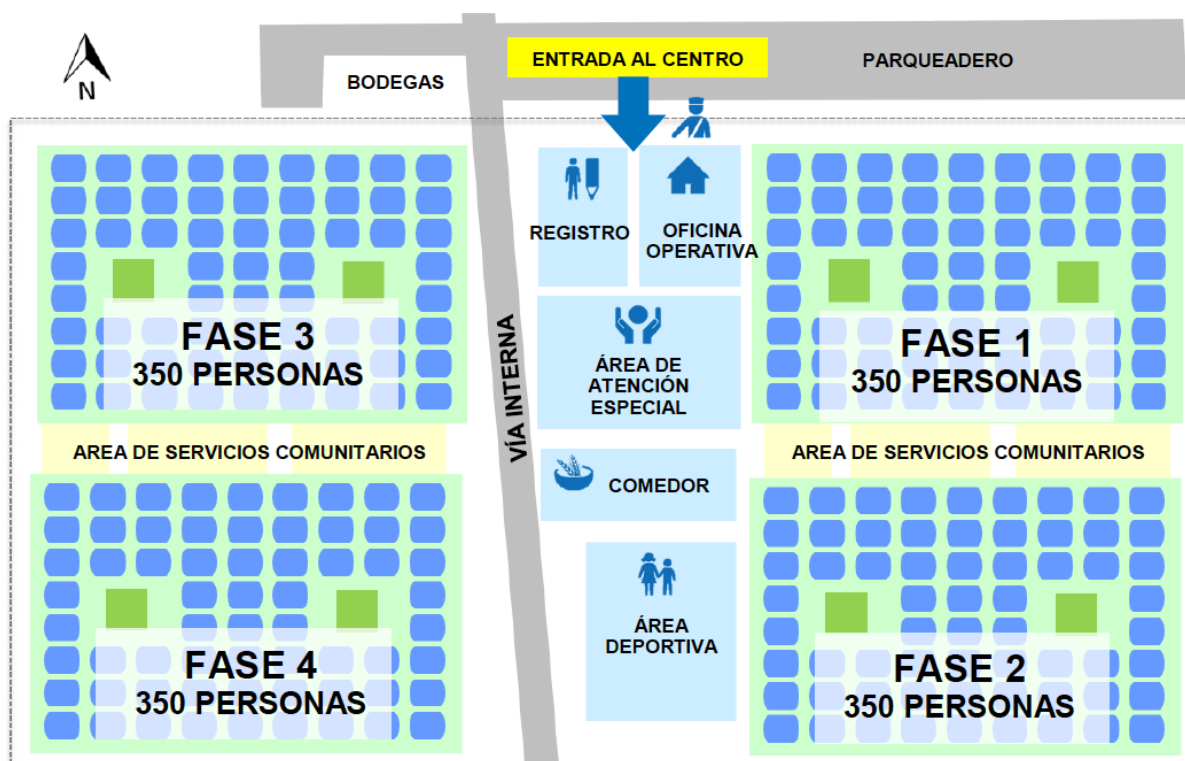 ENTRADA AL CENTRO
PARQUEADERO
BODEGAS
N
REGISTRO
OFICINA
OPERATIVA
FASE 3
350 PERSONAS
VÍA INTERNA
ÁREA DE
ATENCIÓN
ESPECIAL
FASE 1
350 PERSONAS
AREA DE SERVICIOS COMUNITARIOS
COMEDOR
AREA DE SERVICIOS COMUNITARIOS
FASE 4
350 PERSONAS
ÁREA
DEPORTIVA
FASE 2
350 PERSONAS